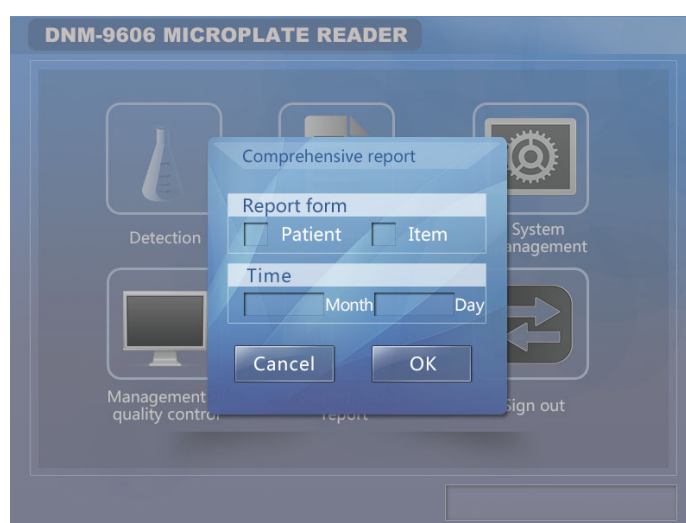 DNM-9606 MICROPLATE READER
Comprehensive report
Report form
Patient Item
Detection
System
Time
Month Day
Cancel OK
Management
quality control
report
Sign out